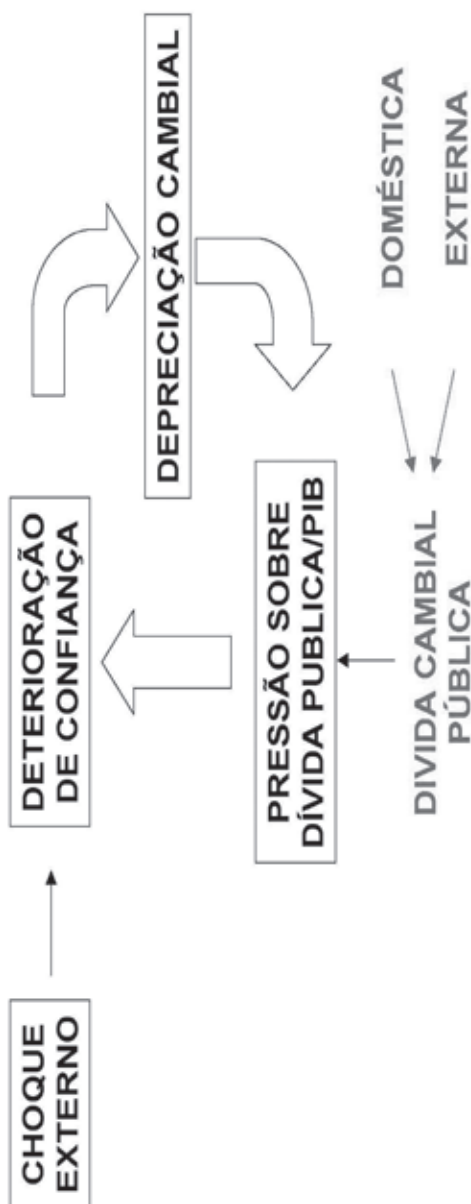 CHOQUE
EXTERNO
DETERIORAÇÃO
DE CONFIANÇA
DEPRECIAÇÃO CAMBIAL
PRESSÃO SOBRE
DÍVIDA PUBLICA/PIB
DIVIDA CAMBIAL
PÚBLICA
DOMÉSTICA
EXTERNA